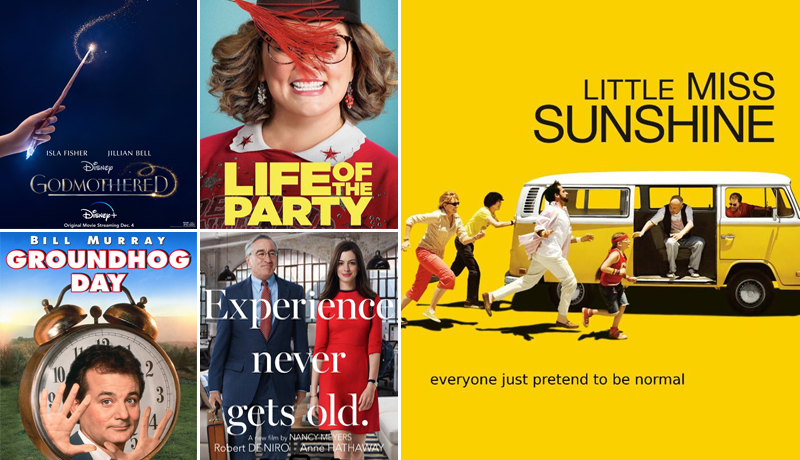 ISLA FISHER JILLIAN BELL
Disney
GODMOTHERED
Disney+
Original Movie Streaming Dec. 4
LIFE OF THE
PARTY
BILL MURRAY
GROUNDHOG
DAY
Experience
never
gets old.
A new film by NANCY MEYERS
Robert DE NIRO - Anne HATHAWAY
LITTLE MISS
SUNSHINE
everyone just pretend to be normal